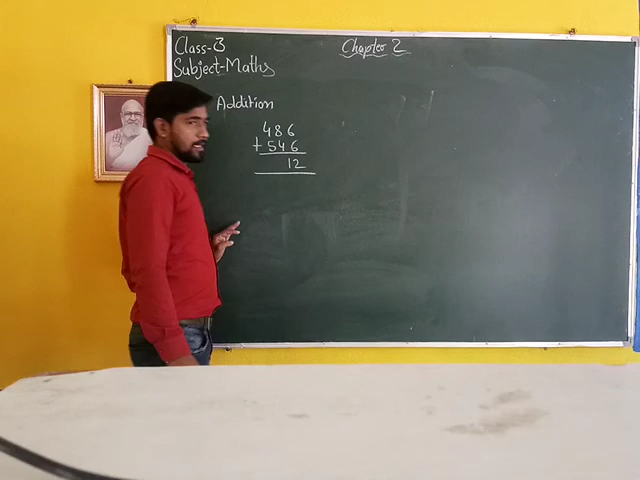 Class-3
Chapter 2
Subject-Maths
Addition
486
+ 546
12